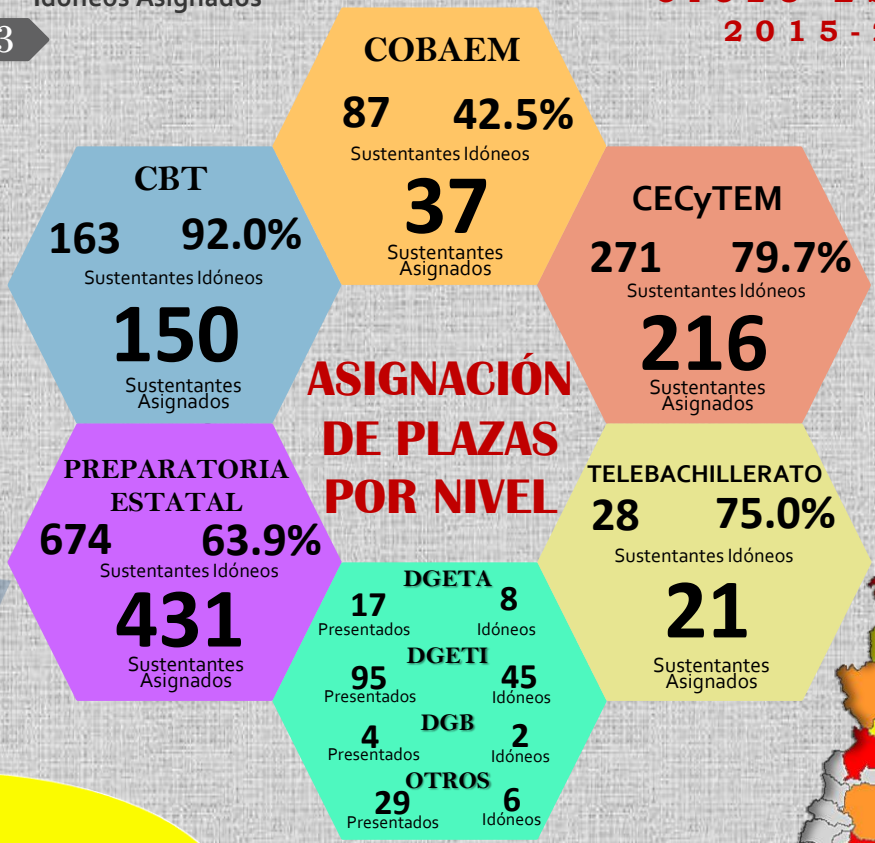 Idóneos Asignados
3
2015-
COBAEM
87 42.5%
Sustentantes Idóneos
37
Sustentantes
Asignados
CBT
163 92.0%
Sustentantes Idóneos
150
Sustentantes
Asignados
CECyTEM
271 79.7%
Sustentantes Idóneos
216
Sustentantes
Asignados
ASIGNACIÓN
DE PLAZAS
POR NIVEL
PREPARATORIA
ESTATAL
674 63.9%
Sustentantes Idóneos
431
Sustentantes
Asignados
TELEBACHILLERATO
28 75.0%
Sustentantes Idóneos
21
Sustentantes
Asignados
DGETA
17 8
Presentados Idóneos
DGETI
95 45
Presentados Idóneos
DGB
4 2
Presentados Idóneos
OTROS
29 6
Presentados Idóneos